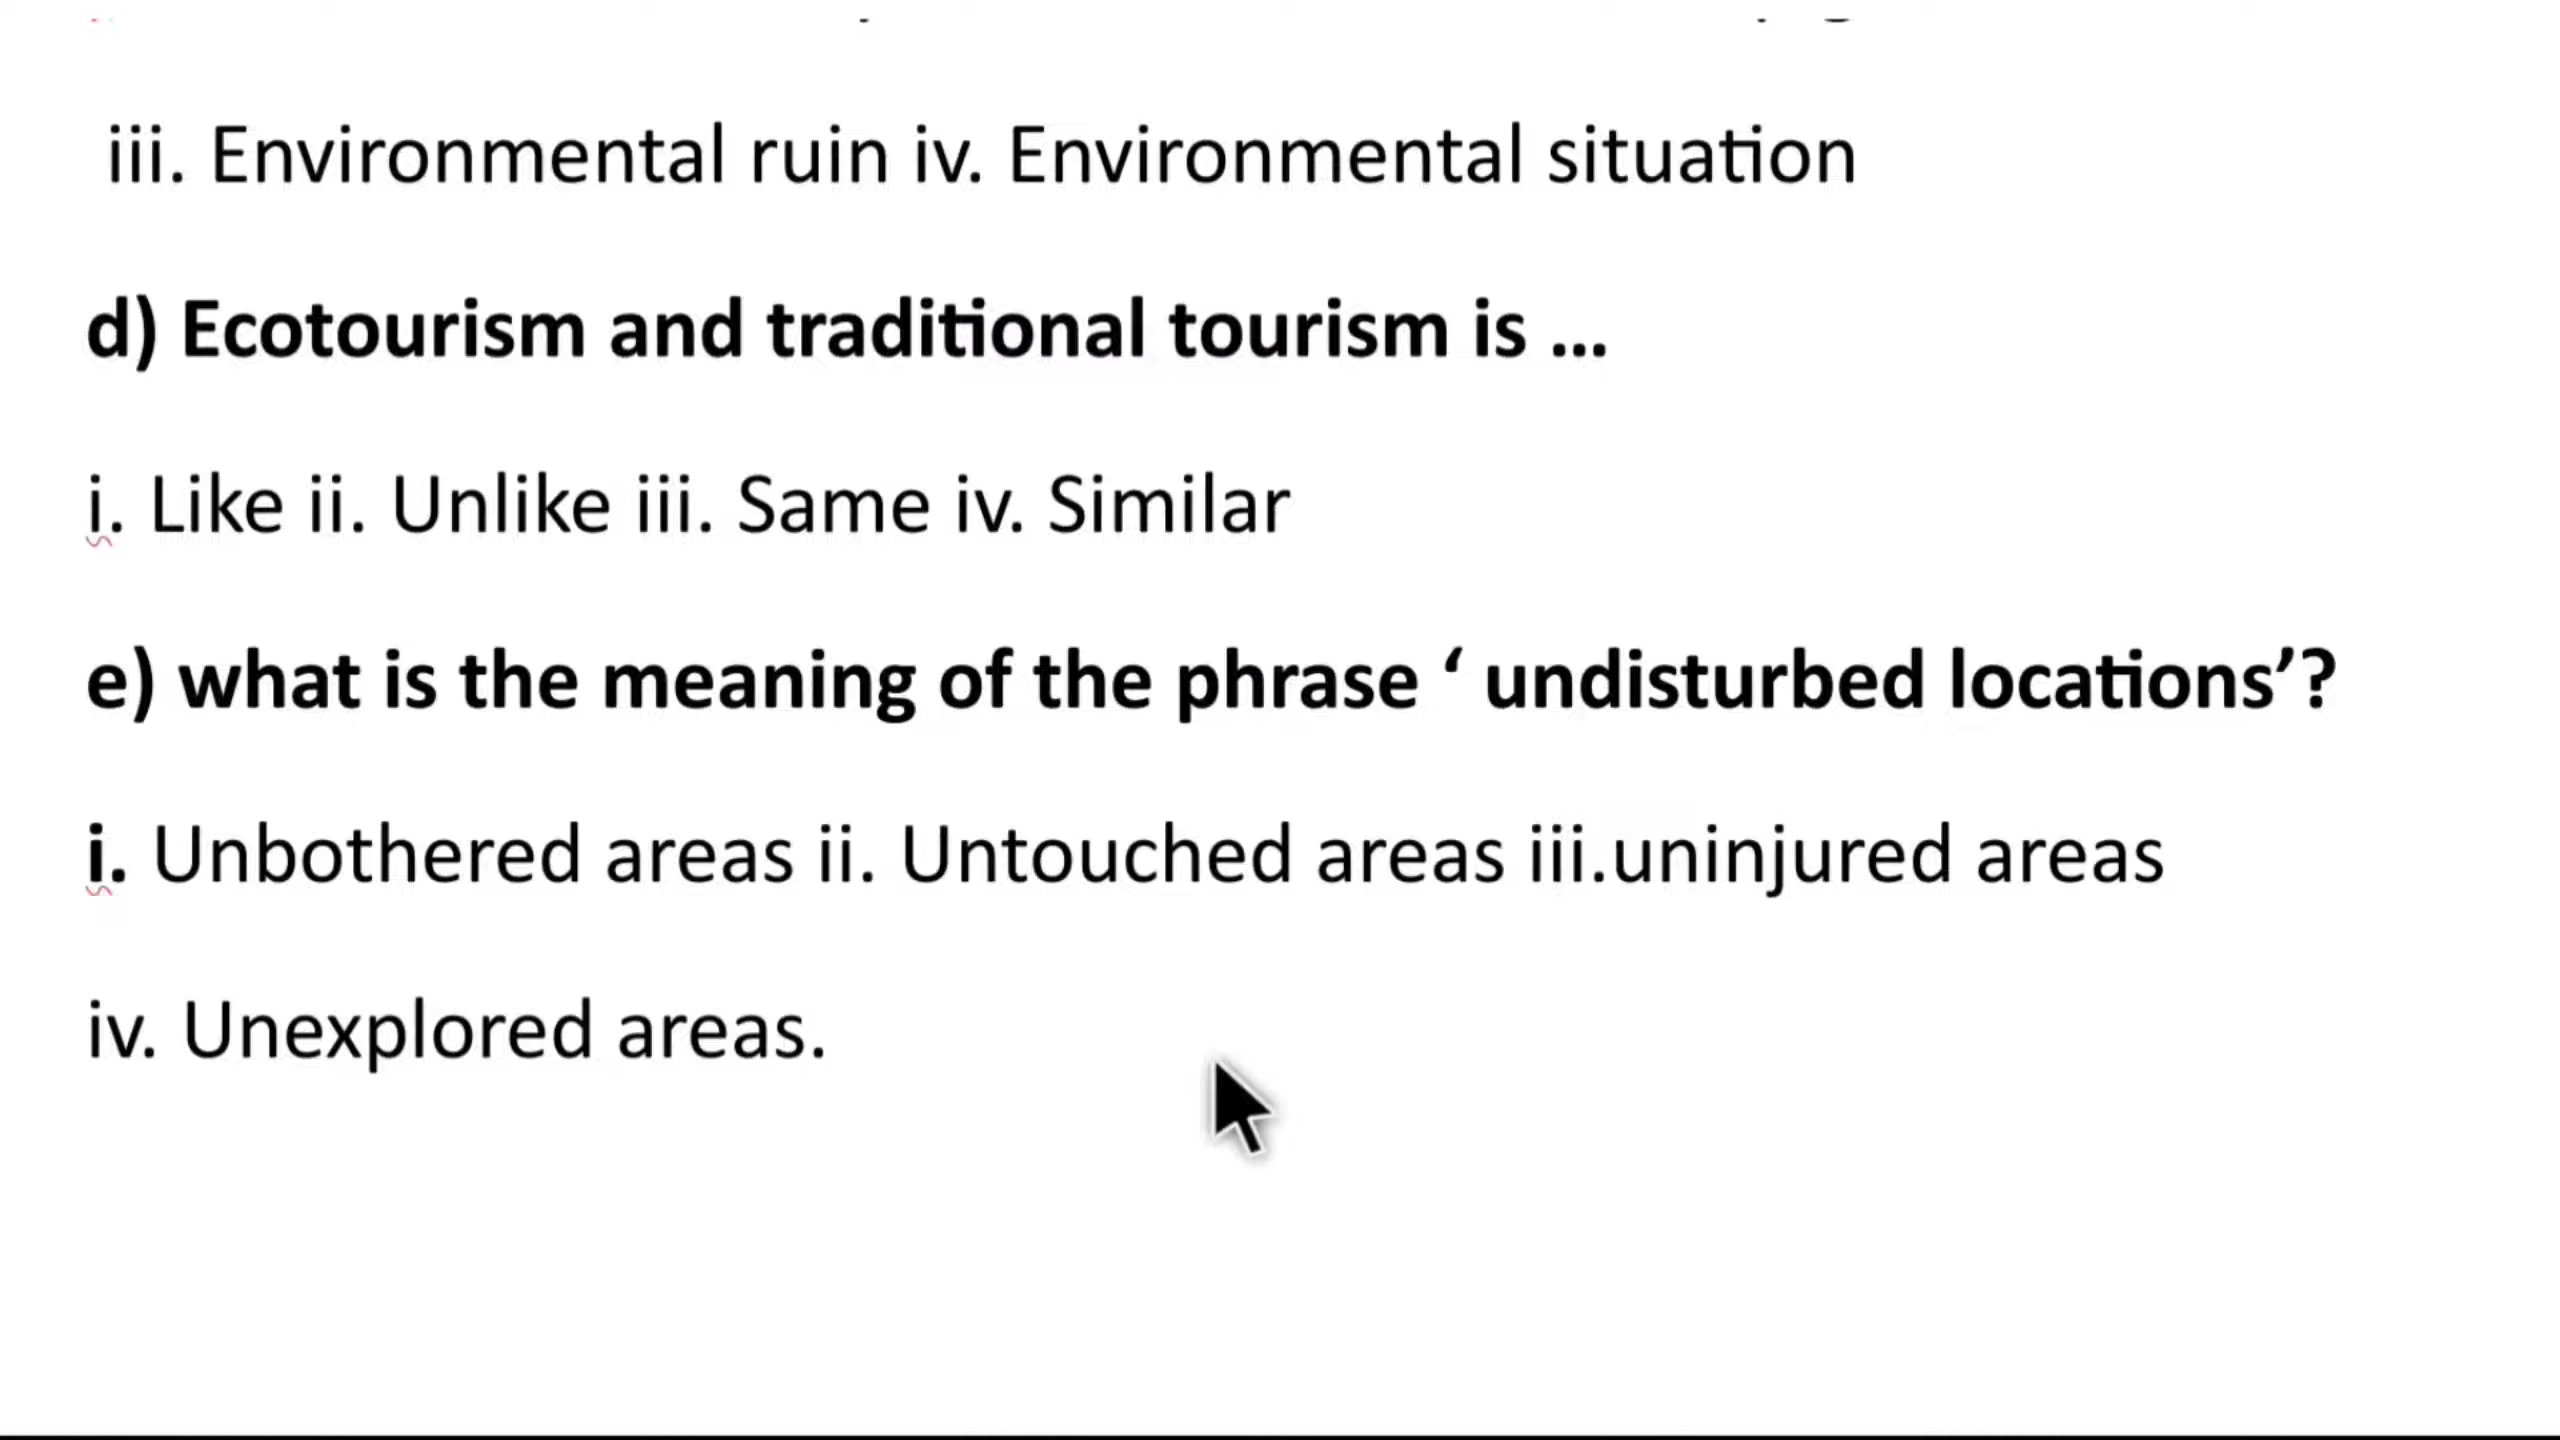 iii. Environmental ruin iv. Environmental situation
d) Ecotourism and traditional tourism is ...
i. Like ii. Unlike iii. Same iv. Similar
e) what is the meaning of the phrase ‘ undisturbed locations’?
i. Unbothered areas ii. Untouched areas iii.uninjured areas
iv. Unexplored areas.